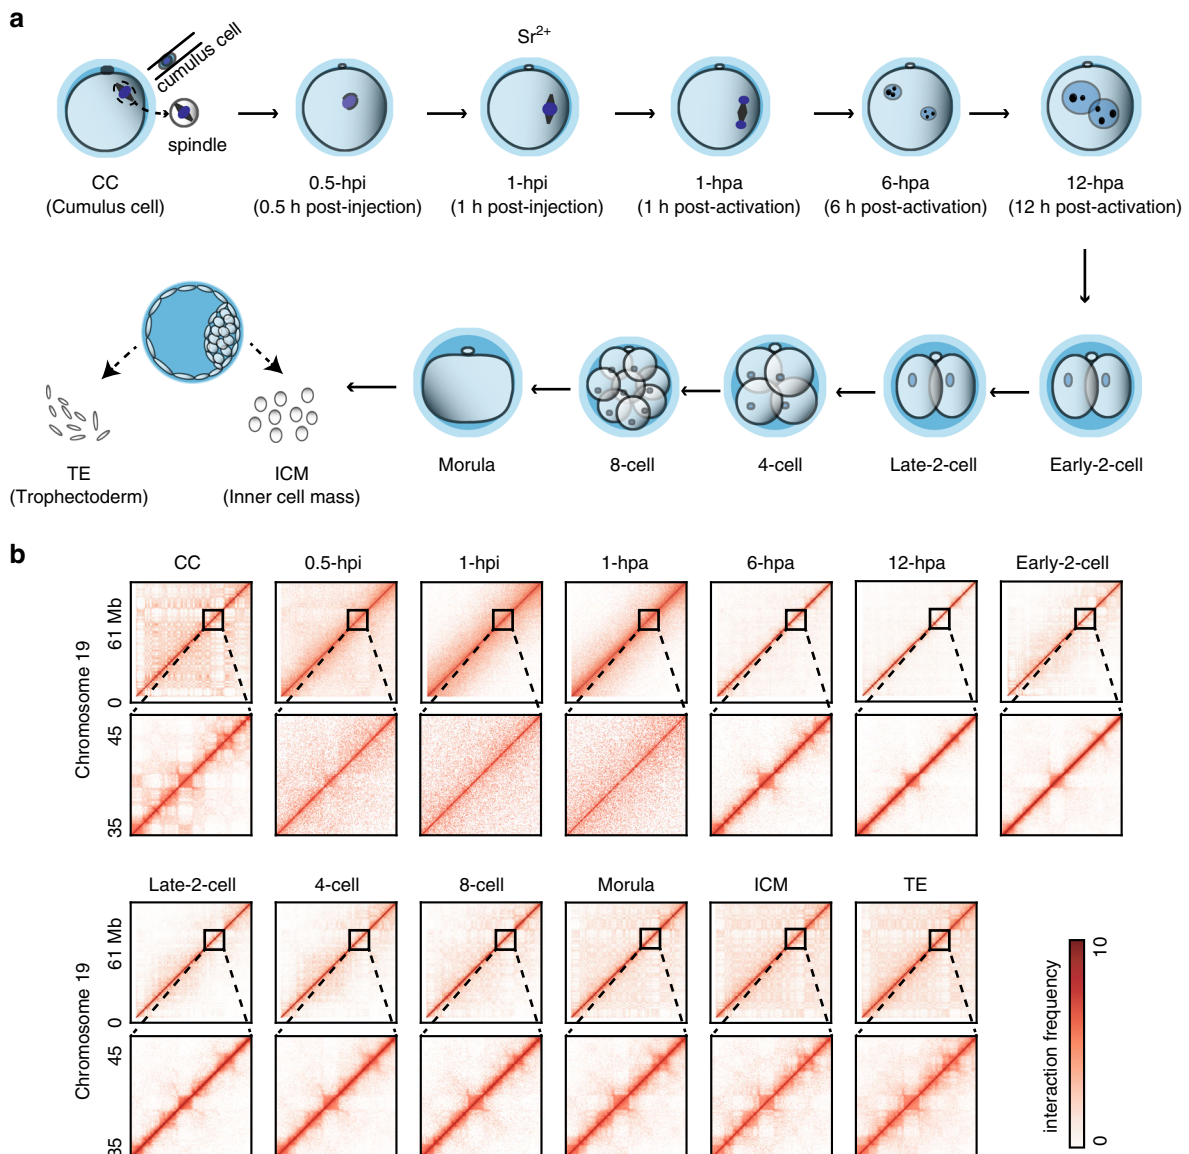 a
cumulus cell
spindle
Sr2+
CC
(Cumulus cell)
0.5-hpi
(0.5 h post-injection)
1-hpi
(1 h post-injection)
1-hpa
(1 h post-activation)
6-hpa
(6 h post-activation)
12-hpa
(12 h post-activation)
TE
(Trophectoderm)
ICM
(Inner cell mass)
Morula
8-cell
4-cell
Late-2-cell
Early-2-cell
b
CC
0.5-hpi
1-hpi
1-hpa
6-hpa
12-hpa
Early-2-cell
Chromosome 19
0
61 Mb
35
45
Late-2-cell
4-cell
8-cell
Morula
ICM
TE
Chromosome 19
0
61 Mb
35
45
interaction frequency
0
10